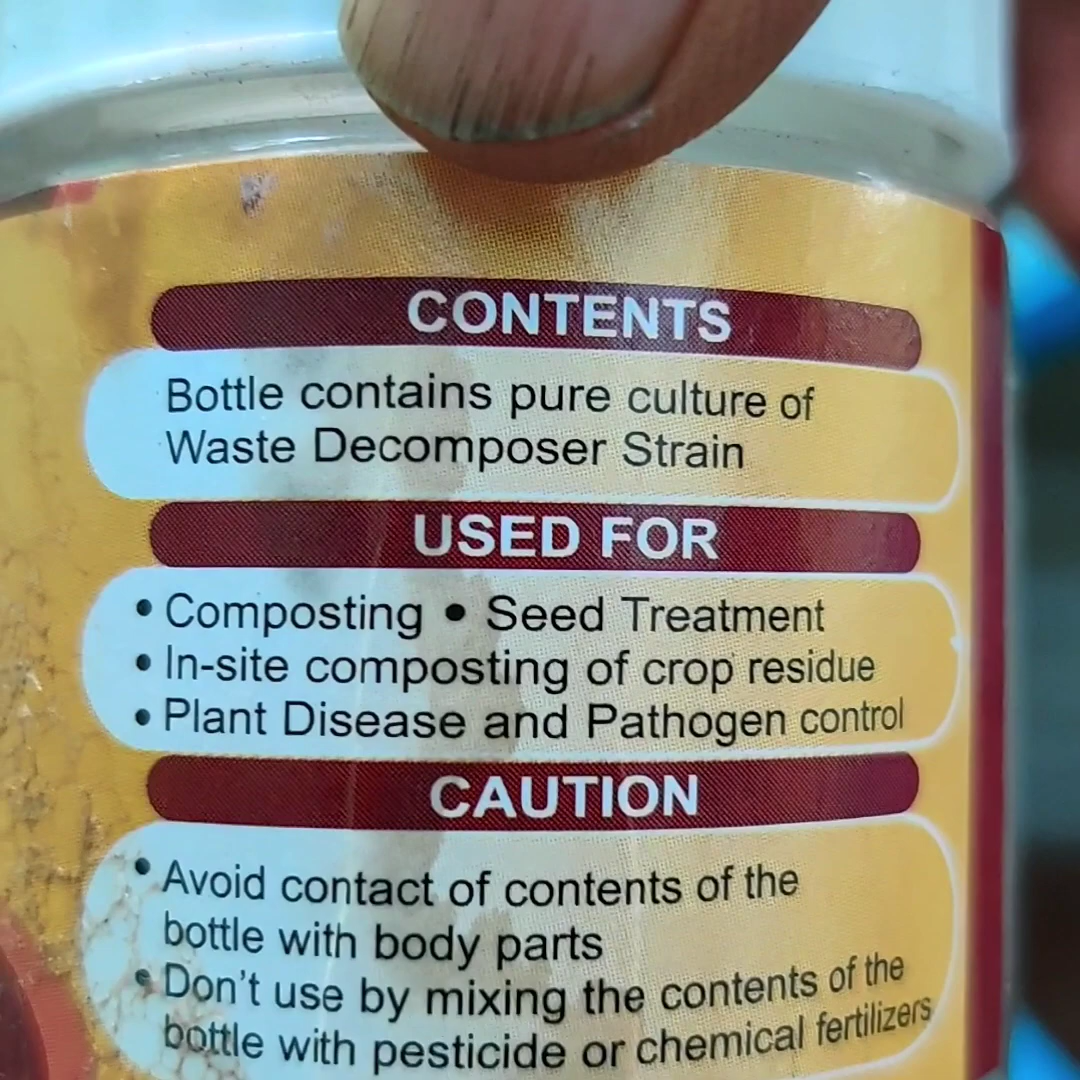 CONTENTS
Bottle contains pure culture of
Waste Decomposer Strain
USED FOR
• Composting • Seed Treatment
• In-site composting of crop residue
• Plant Disease and Pathogen control
CAUTION
• Avoid contact of contents of the
bottle with body parts
• Don't use by mixing the contents of the
bottle with pesticide or chemical fertilizers